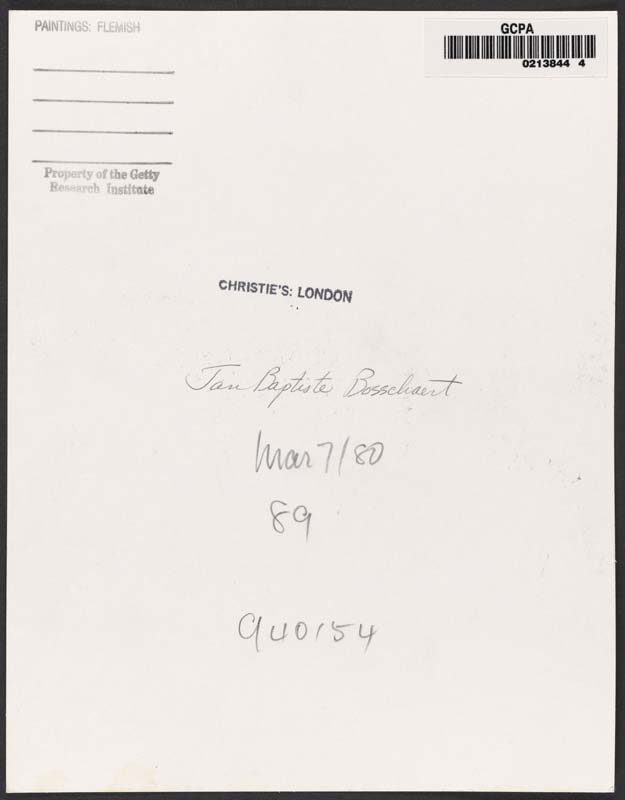 PAINTINGS: FLEMISH
GCPA
0213844 4
Property of the Getty
Research Institute
CHRISTIE'S: LONDON
Jan Baptiste Bosschaert
Mar 7/80
89
940154